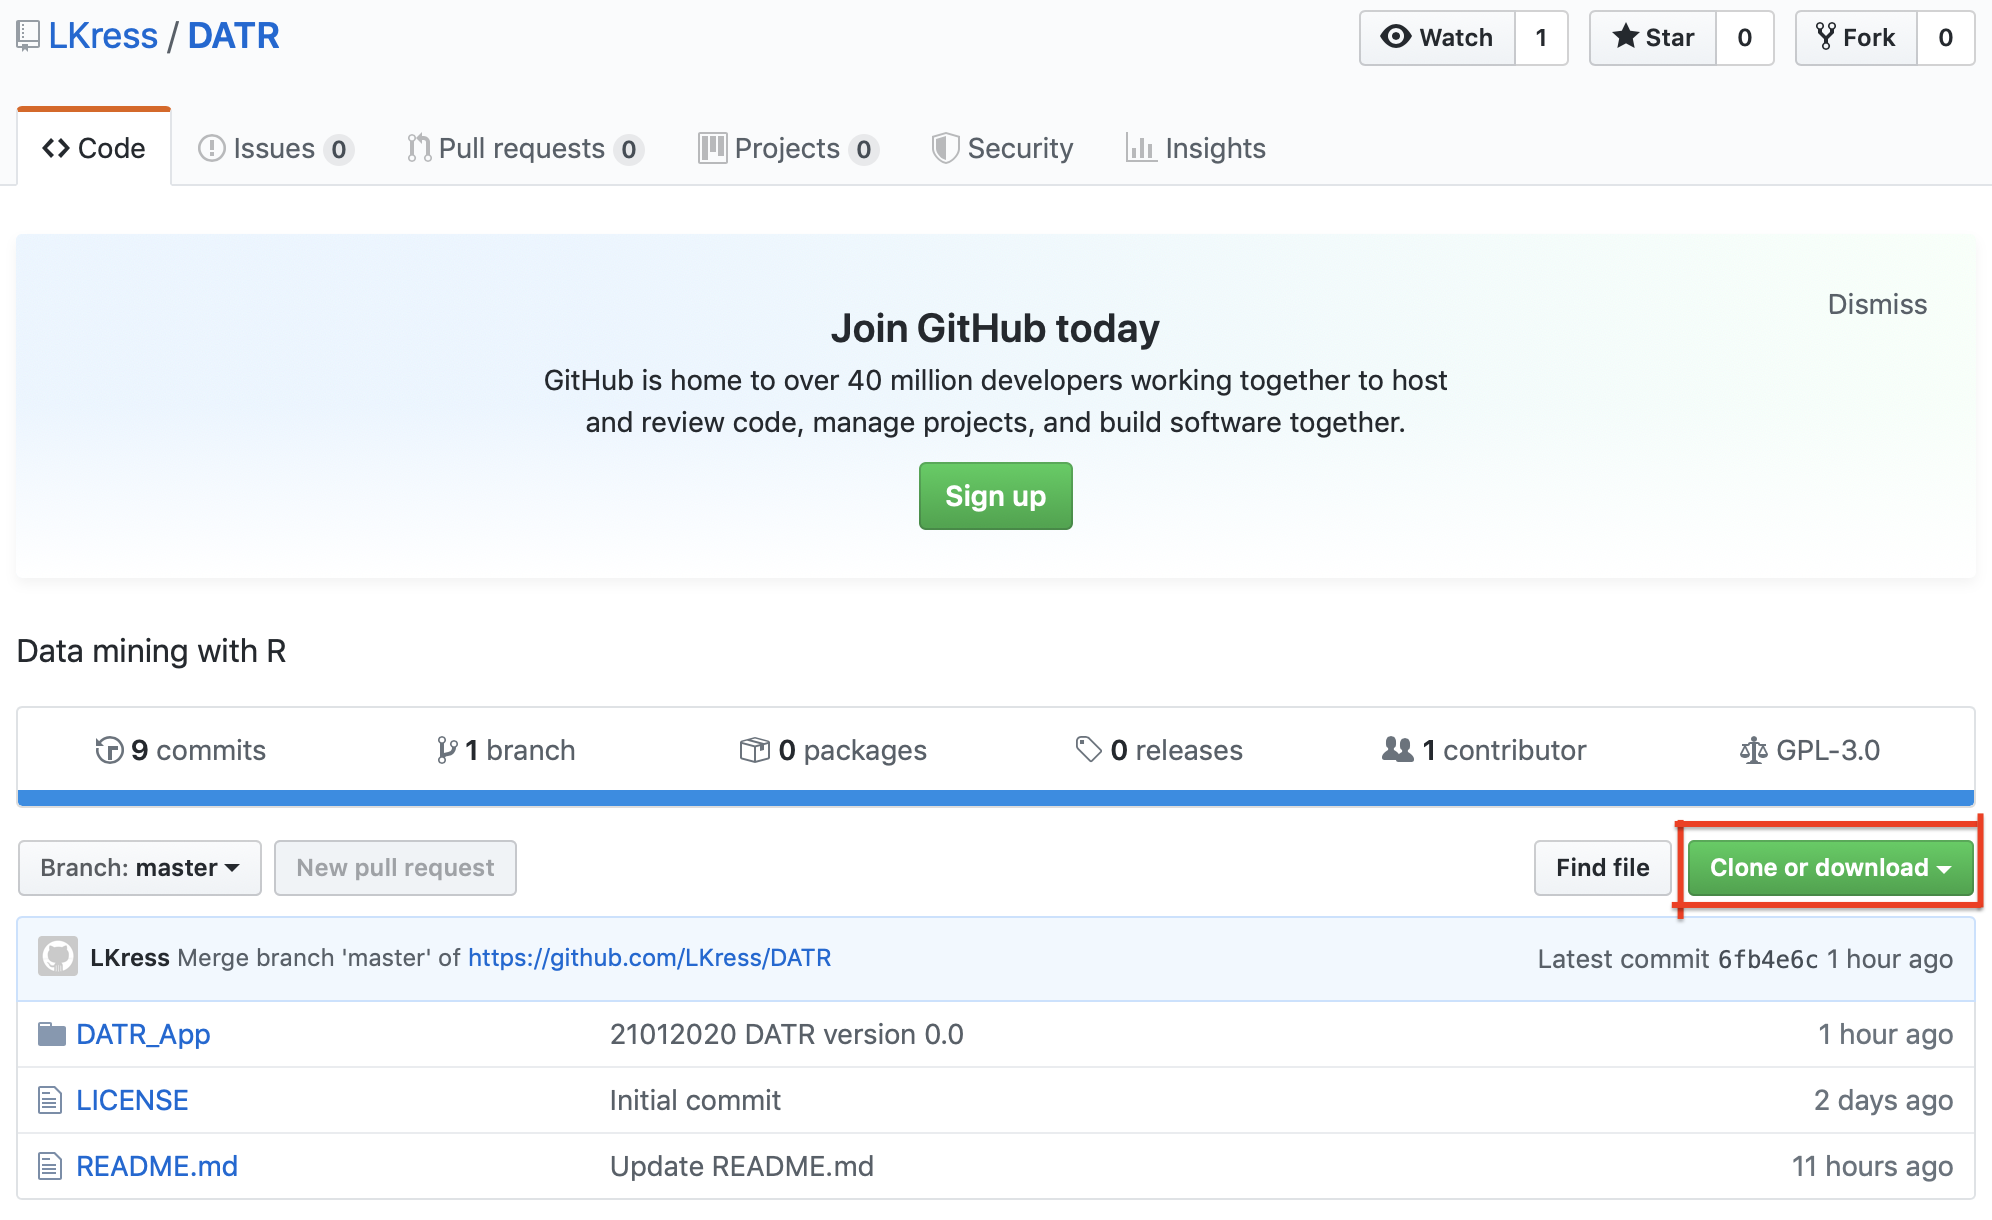 LKress / DATR
Watch 1 Star 0 Fork 0
Code Issues 0 Pull requests 0 Projects 0 Security Insights
Dismiss
Join GitHub today
GitHub is home to over 40 million developers working together to host
and review code, manage projects, and build software together.
Sign up
Data mining with R
9 commits 1 branch 0 packages 0 releases 1 contributor GPL-3.0
Branch: master New pull request Find file Clone or download
LKress Merge branch 'master' of https://github.com/LKress/DATR Latest commit 6fb4e6c 1 hour ago
DATR_App 21012020 DATR version 0.0 1 hour ago
LICENSE Initial commit 2 days ago
README.md Update README.md 11 hours ago